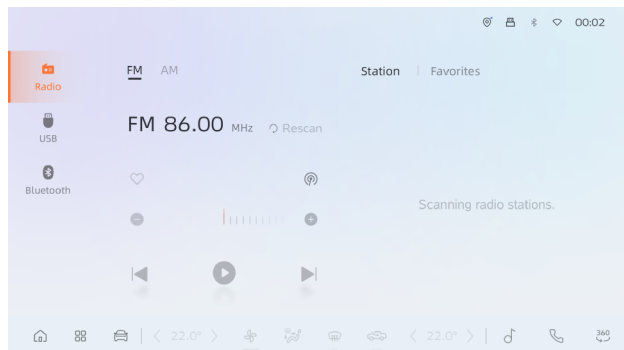 00:02
Radio
FM AM
Station Favorites
FM 86.00 MHz Rescan
USB
Bluetooth
Scanning radio stations.
22.0° 22.0° 360